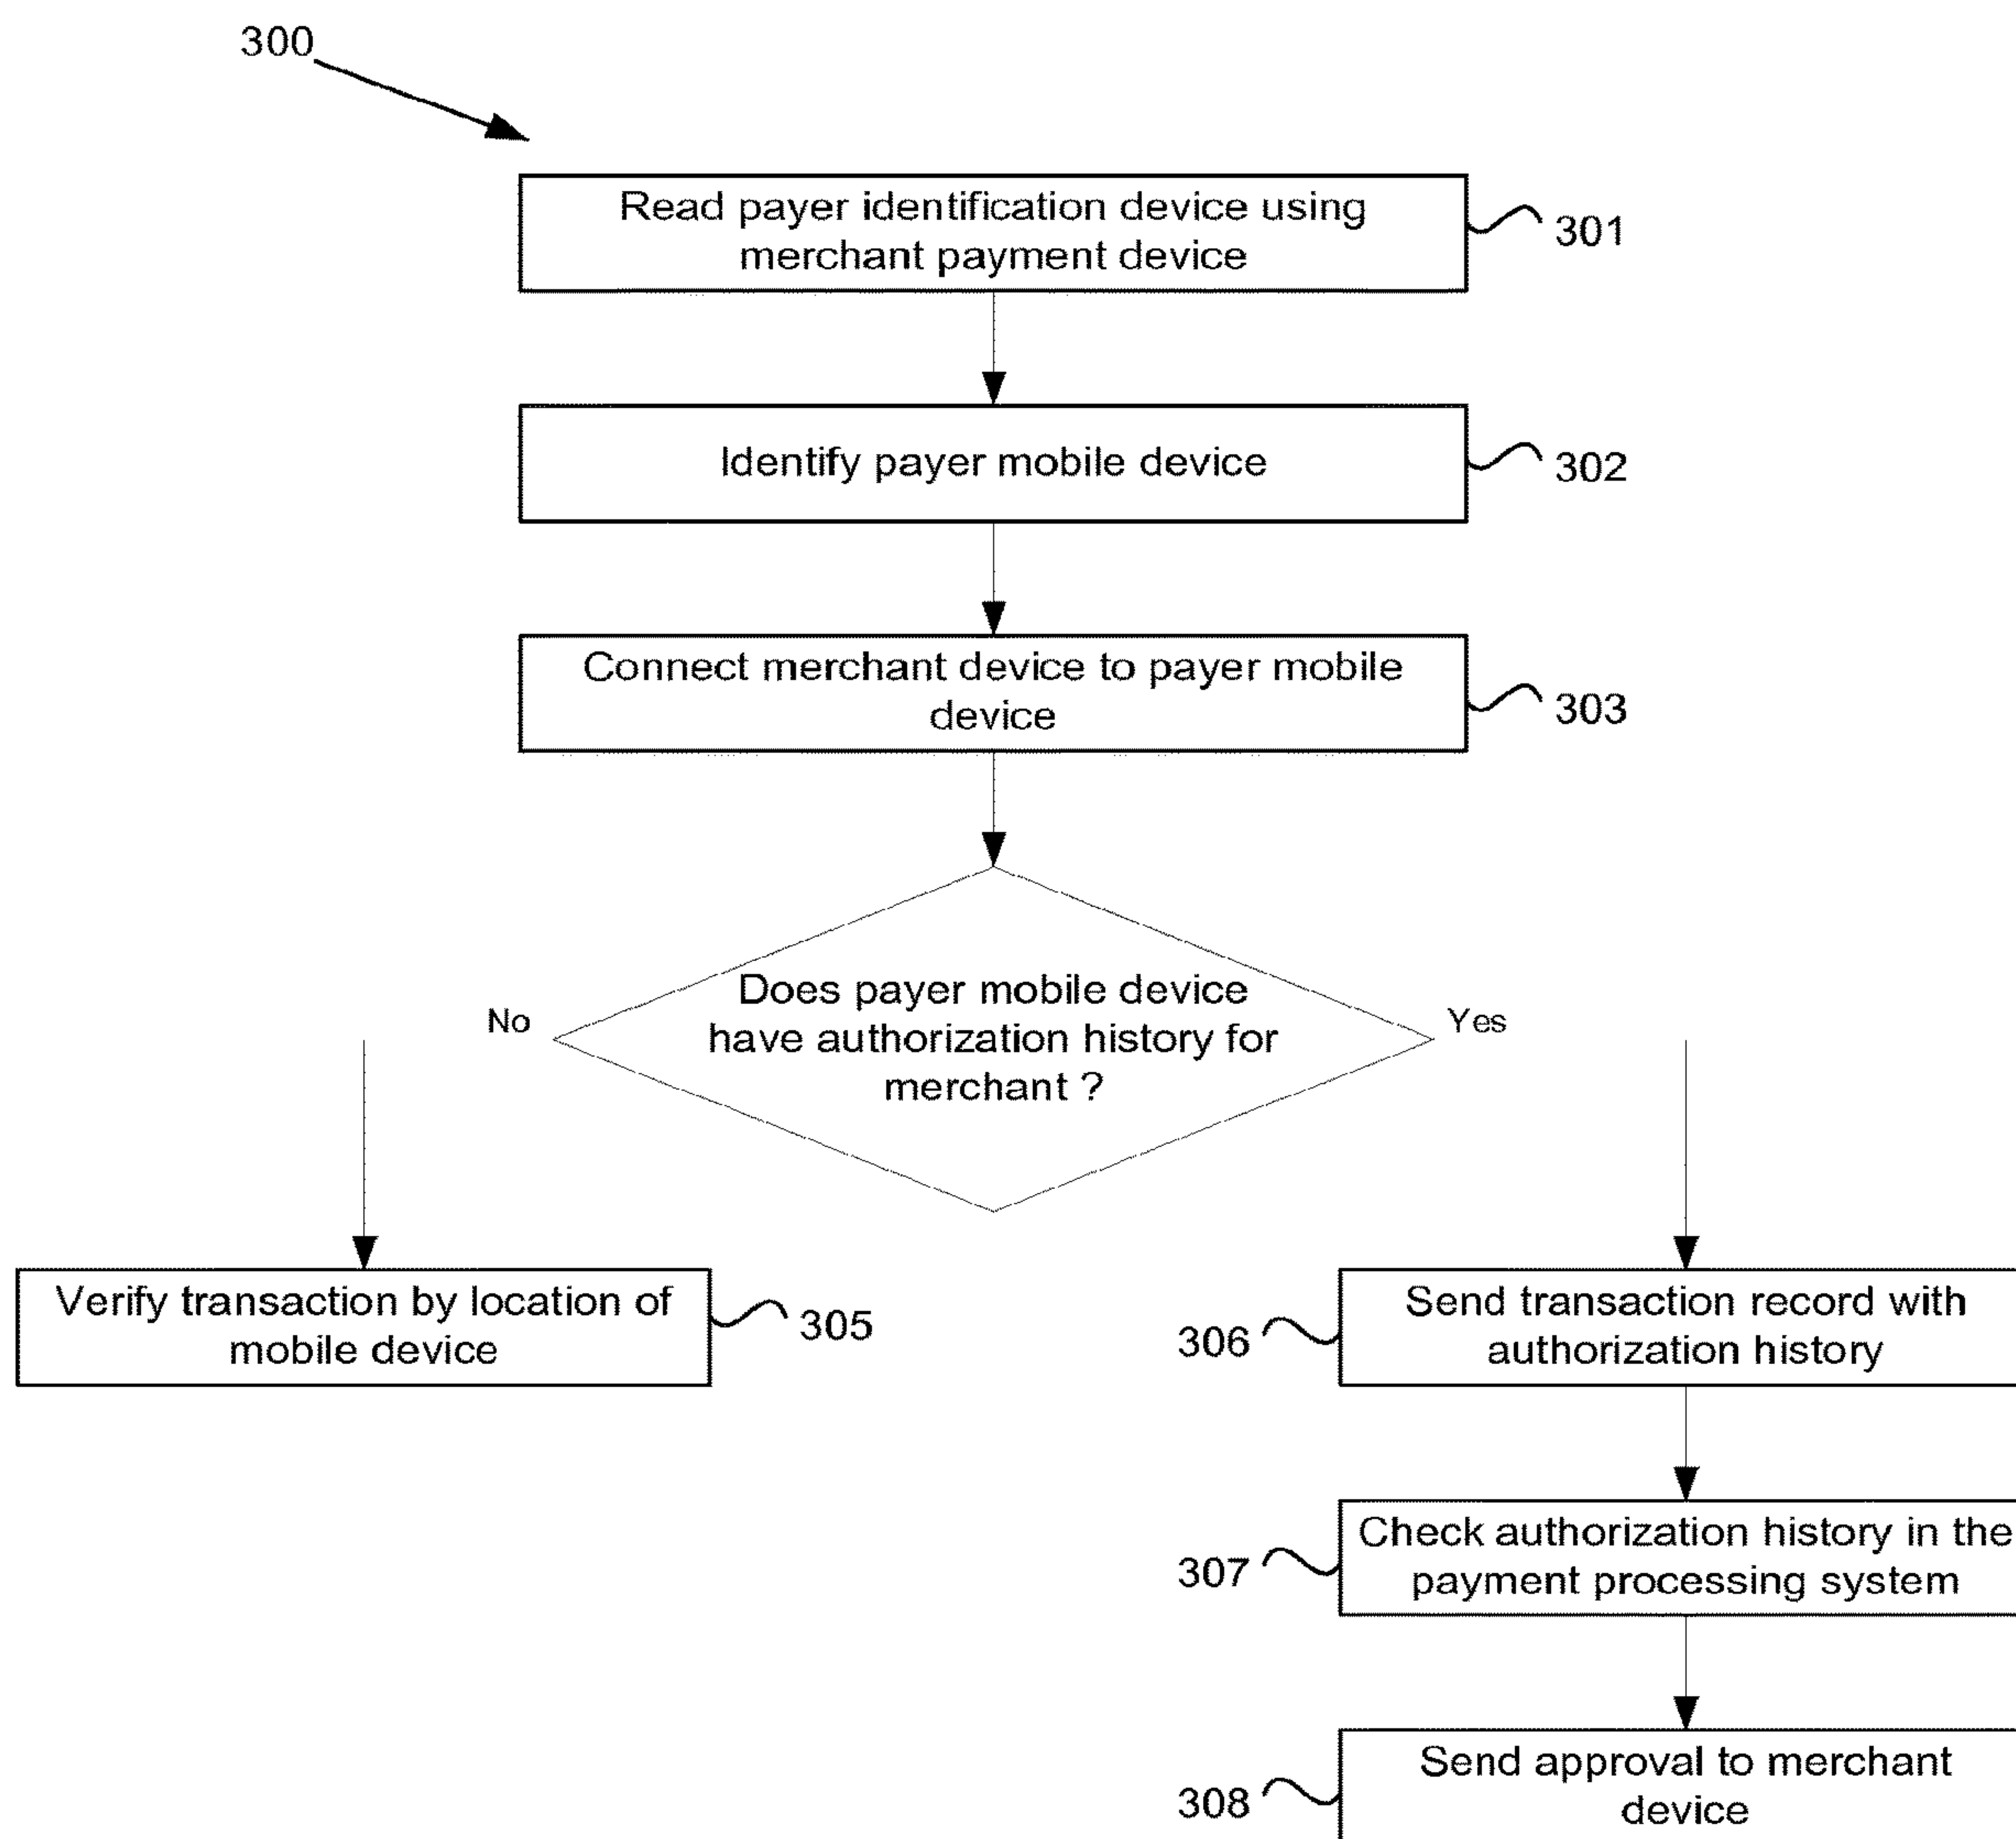 300
Read payer identification device using
merchant payment device
301
Identify payer mobile device
302
Connect merchant device to payer mobile
device
303
Does payer mobile device
have authorization history for
merchant ?
No
Yes
Verify transaction by location of
mobile device
305
306
Send transaction record with
authorization history
307
Check authorization history in the
payment processing system
308
Send approval to merchant
device